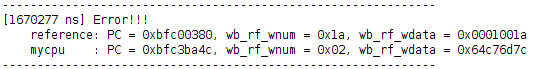 --------------------------------------------------------------
[1670277 ns] Error!!!
    reference: PC = 0xbfc00380, wb_rf_wnum = 0x1a, wb_rf_wdata = 0x0001001a
    mycpu    : PC = 0xbfc3ba4c, wb_rf_wnum = 0x02, wb_rf_wdata = 0x64c76d7c
--------------------------------------------------------------